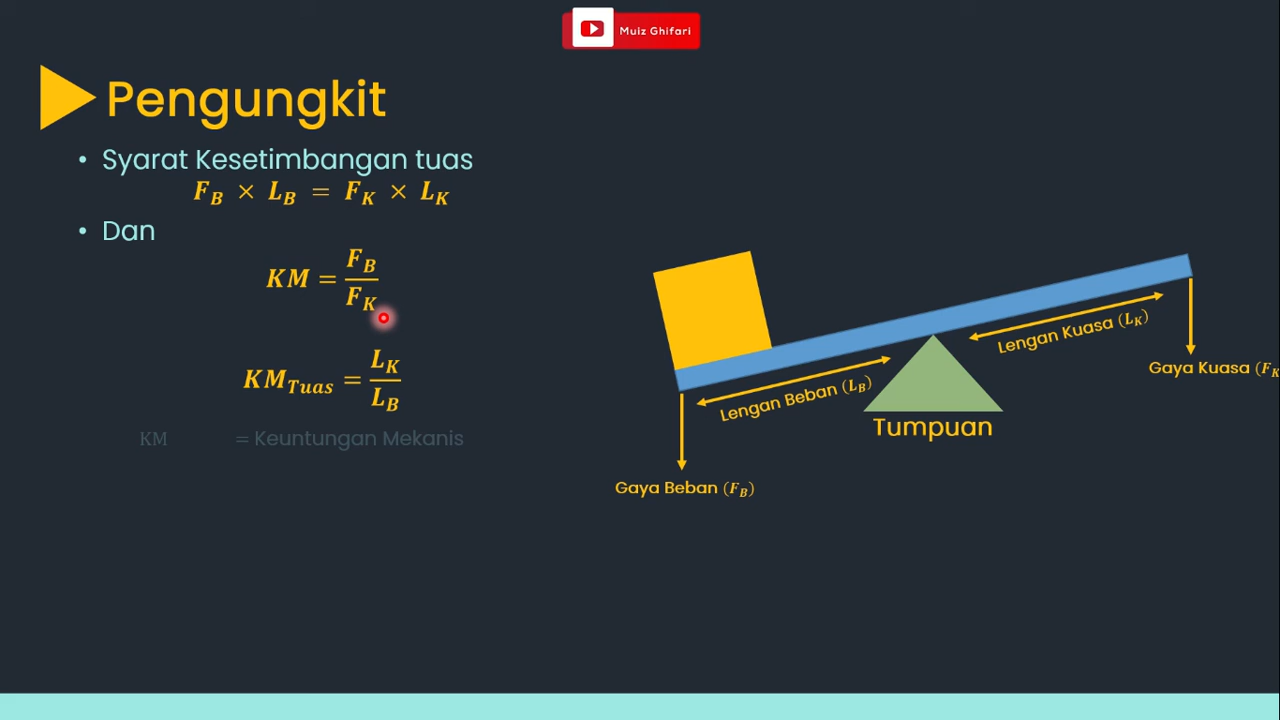 Muiz Ghifari
Pengungkit
• Syarat Kesetimbangan tuas
F_B × L_B = F_K × L_K
• Dan
KM = F_B / F_K
KM_Tuas = L_K / L_B
KM = Keuntungan Mekanis
Lengan Kuasa (L_K)
Gaya Kuasa (F_K
Lengan Beban (L_B)
Tumpuan
Gaya Beban (F_B)